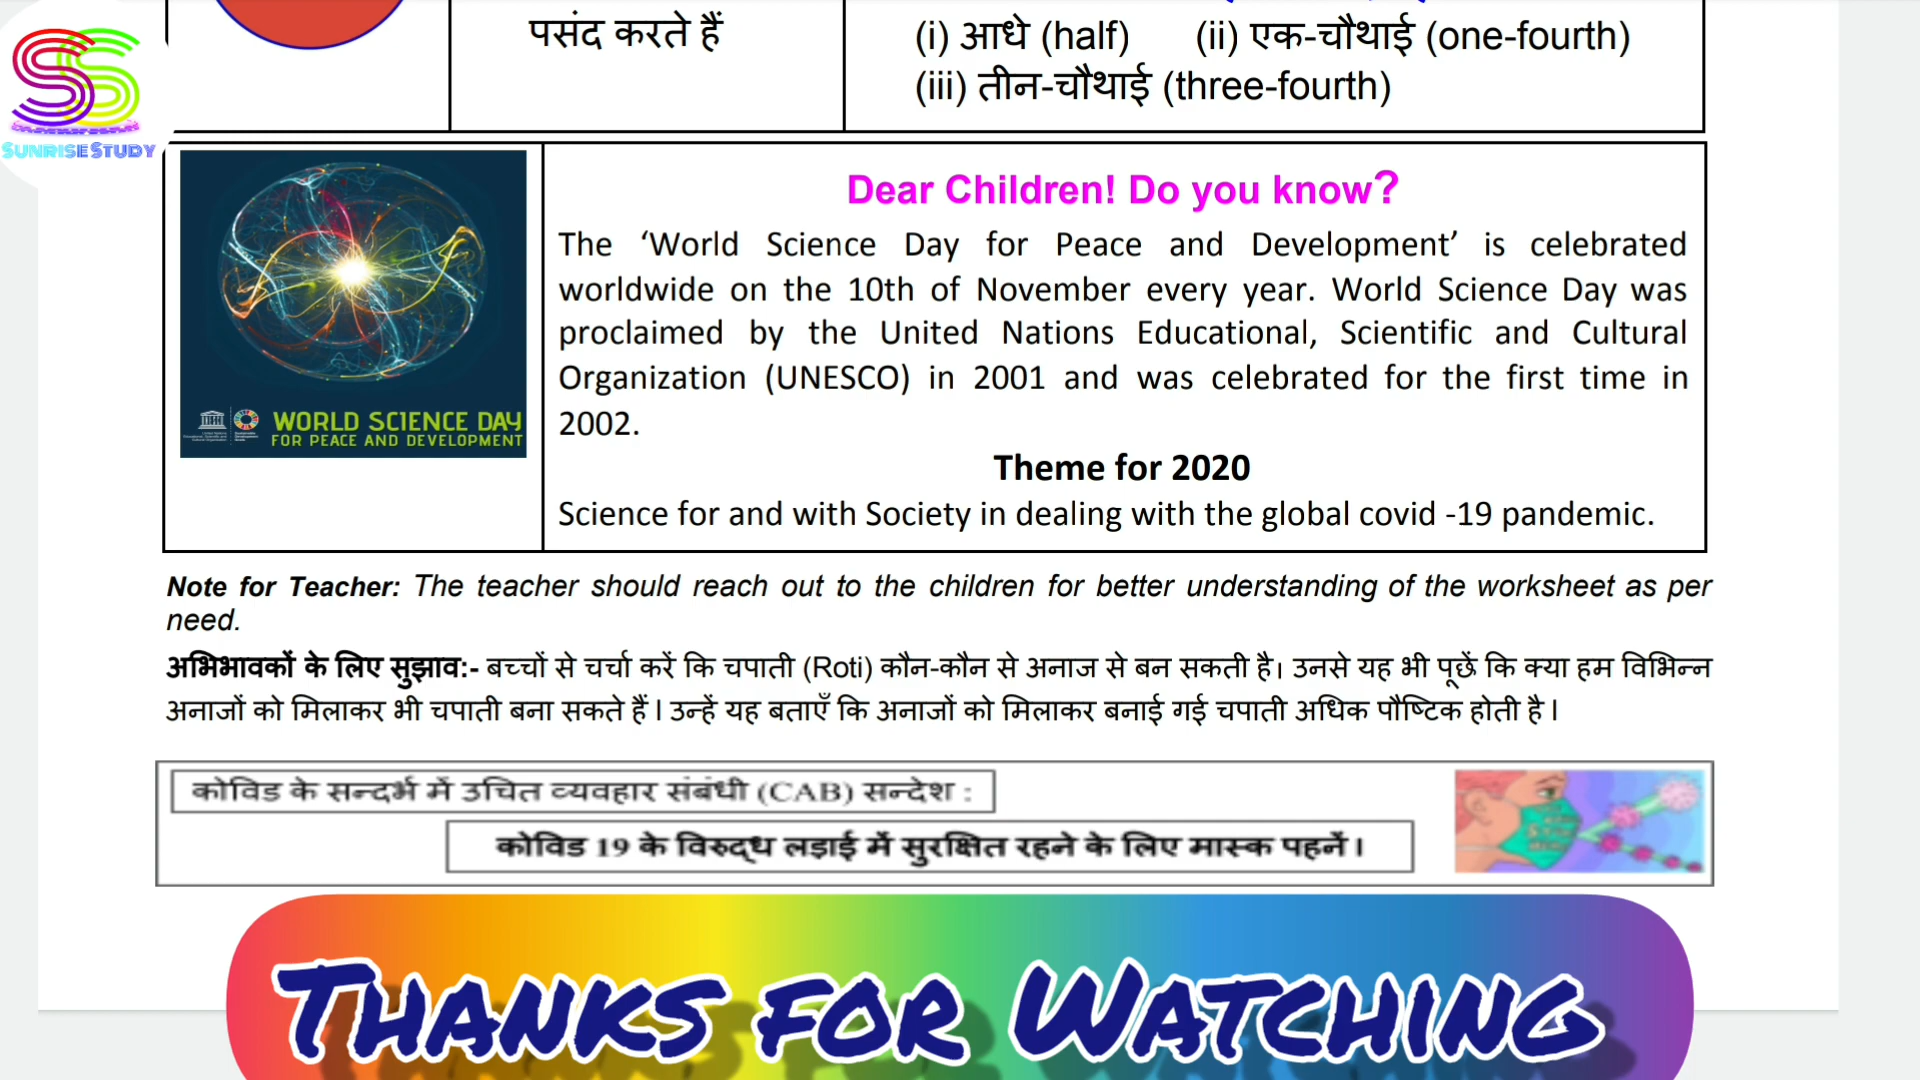 पसंद करते हैं
(i) आधे (half) (ii) एक-चौथाई (one-fourth)
(iii) तीन-चौथाई (three-fourth)
SUNRISE STUDY
Dear Children! Do you know?
The ‘World Science Day for Peace and Development’ is celebrated
worldwide on the 10th of November every year. World Science Day was
proclaimed by the United Nations Educational, Scientific and Cultural
Organization (UNESCO) in 2001 and was celebrated for the first time in
2002.
Theme for 2020
Science for and with Society in dealing with the global covid -19 pandemic.
WORLD SCIENCE DAY
FOR PEACE AND DEVELOPMENT
Note for Teacher: The teacher should reach out to the children for better understanding of the worksheet as per
need.
अभिभावकों के लिए सुझाव:- बच्चों से चर्चा करें कि चपाती (Roti) कौन-कौन से अनाज से बन सकती है। उनसे यह भी पूछें कि क्या हम विभिन्न
अनाजों को मिलाकर भी चपाती बना सकते हैं । उन्हें यह बताएँ कि अनाजों को मिलाकर बनाई गई चपाती अधिक पौष्टिक होती है ।
कोविड के सन्दर्भ में उचित व्यवहार संबंधी (CAB) सन्देश :
कोविड 19 के विरुद्ध लड़ाई में सुरक्षित रहने के लिए मास्क पहनें।
THANKS FOR WATCHING